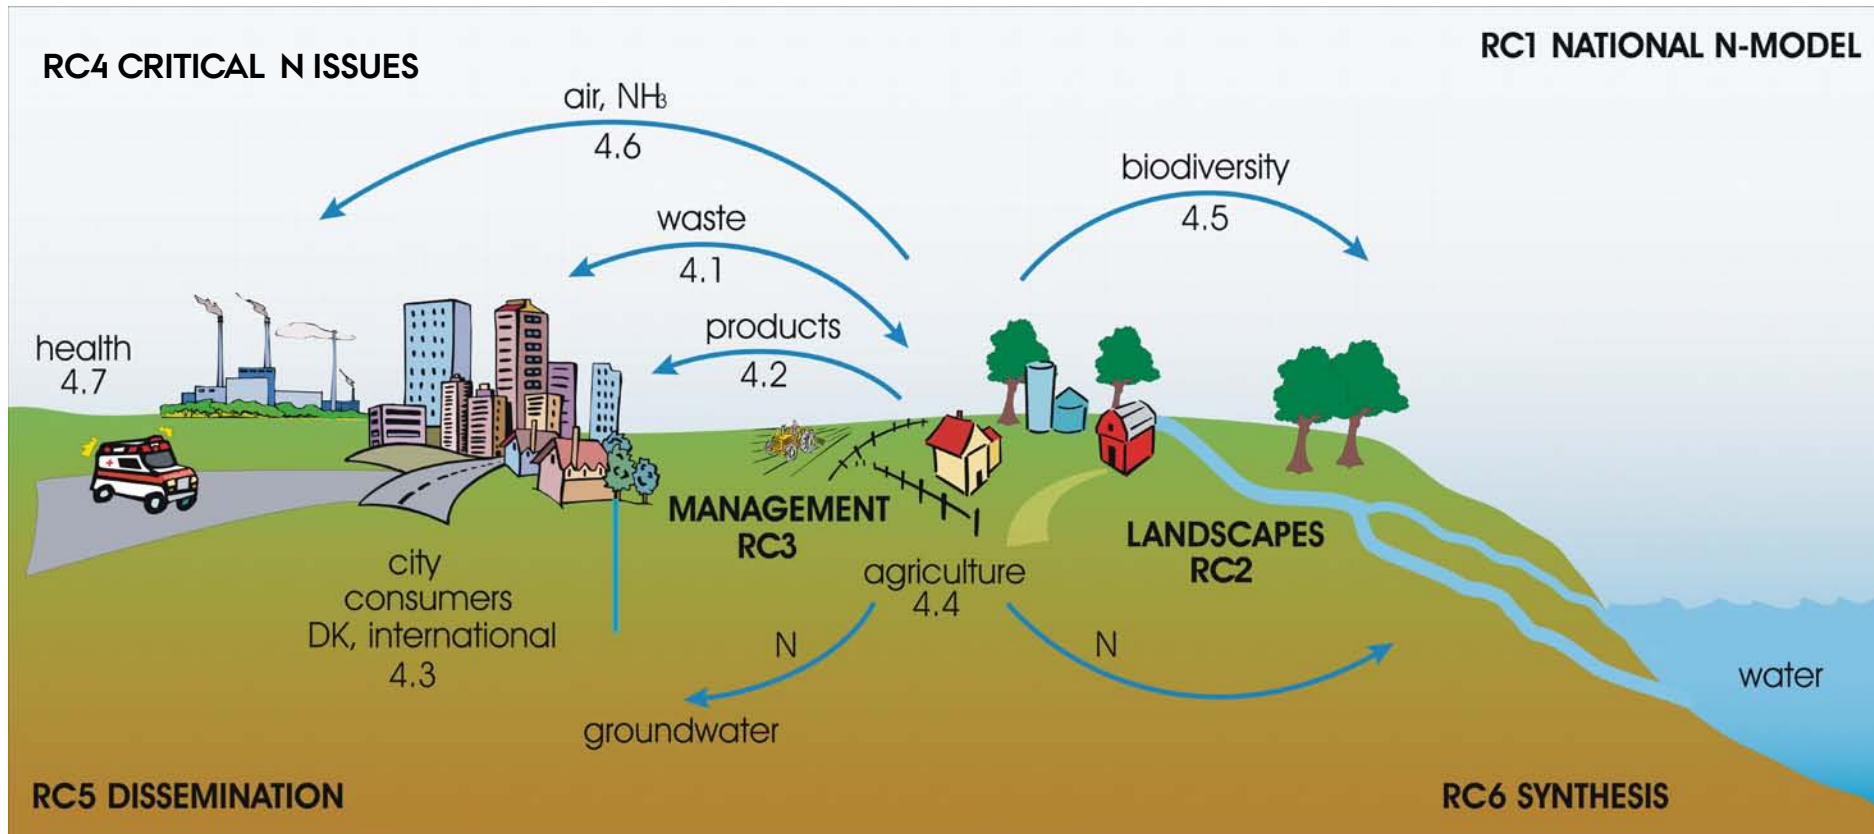 RC4 CRITICAL N ISSUES
RC1 NATIONAL N-MODEL
air, NH₃
4.6
biodiversity
4.5
waste
4.1
products
4.2
health
4.7
MANAGEMENT
RC3
LANDSCAPES
RC2
city
consumers
DK, international
4.3
agriculture
4.4
N
N
groundwater
water
RC5 DISSEMINATION
RC6 SYNTHESIS